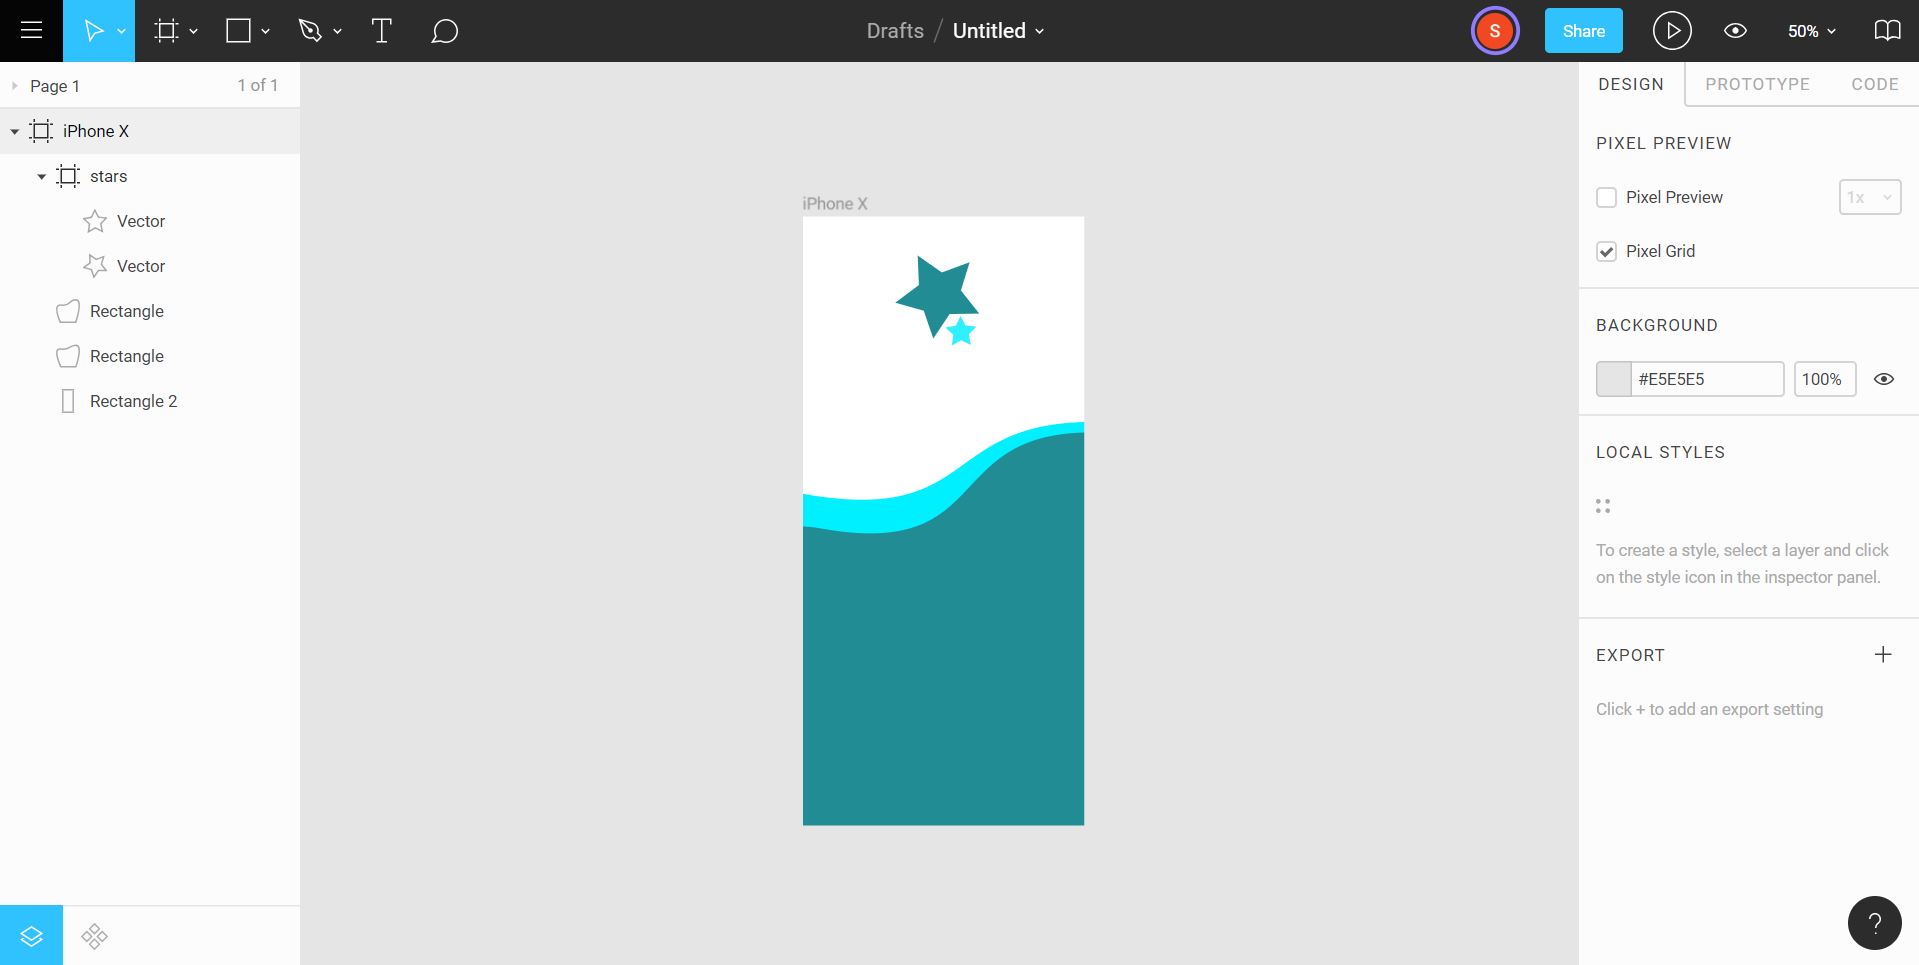 Drafts / Untitled
S
Share
50%
Page 1
1 of 1
iPhone X
stars
Vector
Vector
Rectangle
Rectangle
Rectangle 2
iPhone X
DESIGN
PROTOTYPE
CODE
PIXEL PREVIEW
Pixel Preview
1x
Pixel Grid
BACKGROUND
#E5E5E5
100%
LOCAL STYLES
To create a style, select a layer and click
on the style icon in the inspector panel.
EXPORT
Click + to add an export setting
?